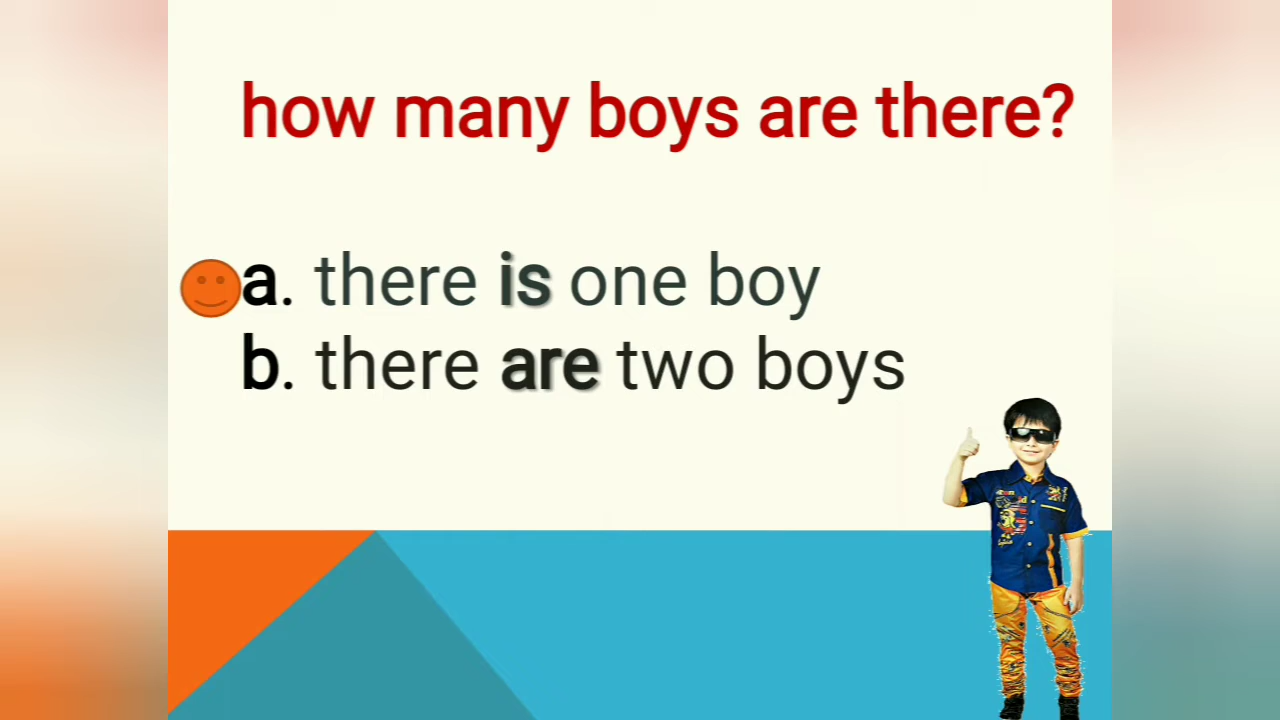 how many boys are there?
a. there is one boy
b. there are two boys